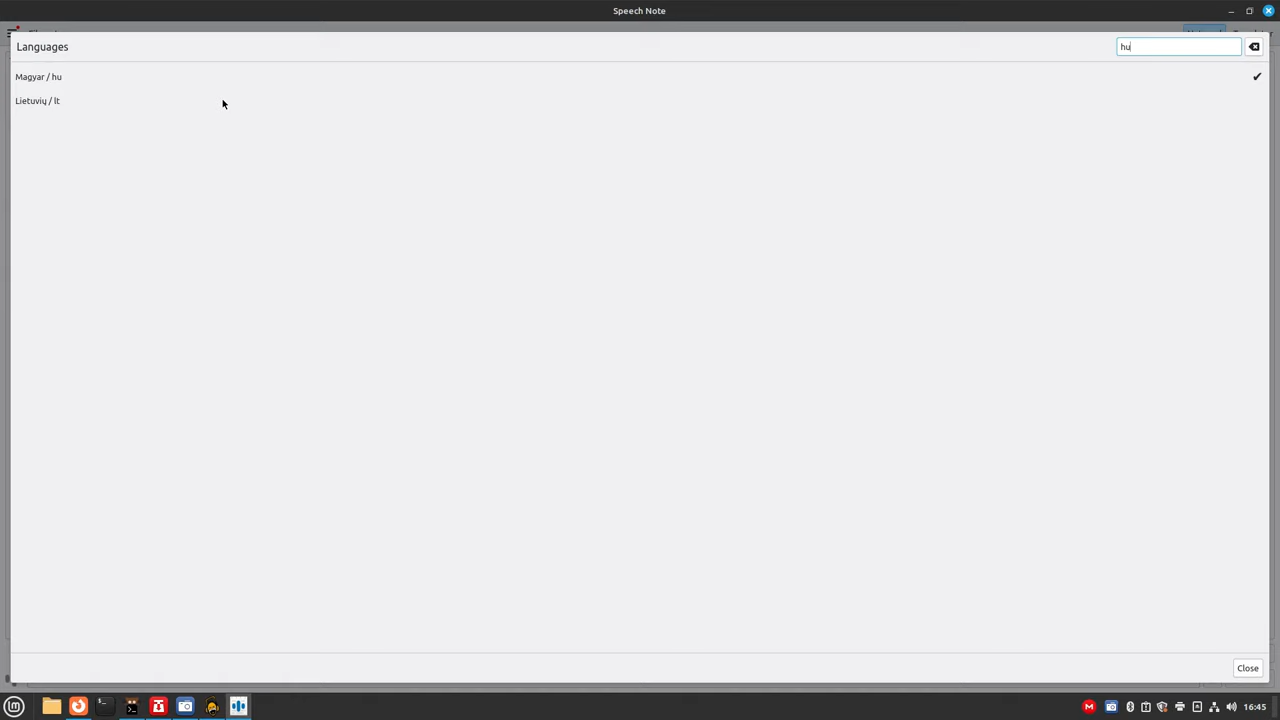 Speech Note
Languages
hu
Magyar / hu
Lietuvių / lt
Close
16:45